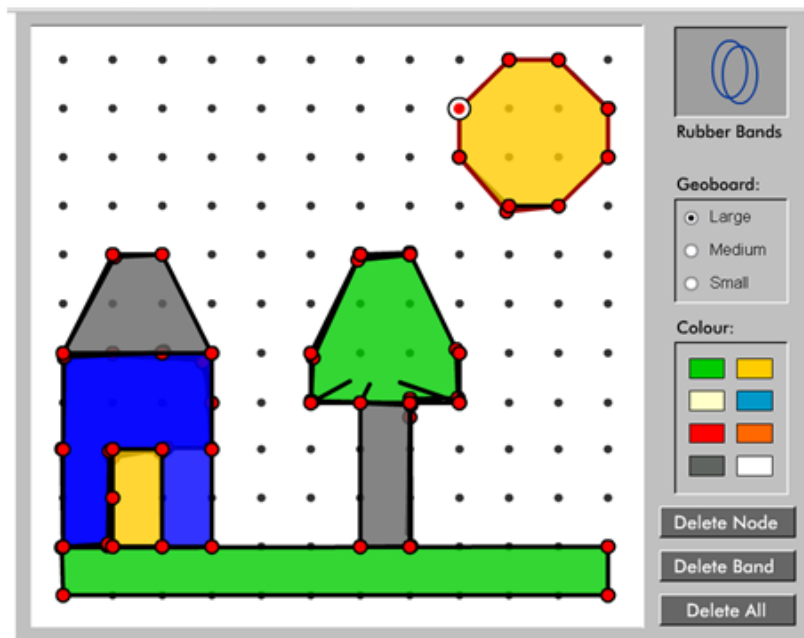 Rubber Bands
Geoboard:
Large
Medium
Small
Colour:
Delete Node
Delete Band
Delete All